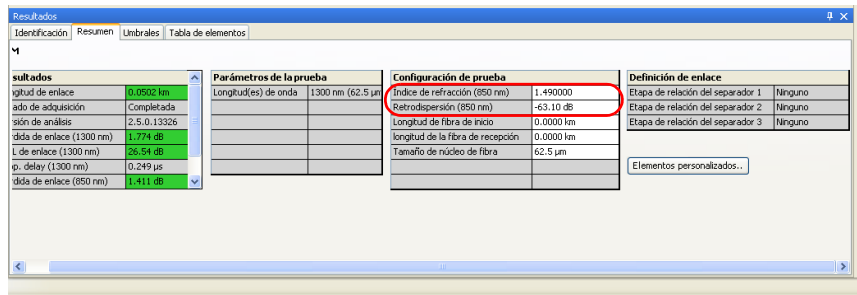 Resultados
Identificación Resumen Umbrales Tabla de elementos
sultados
ngitud de enlace 0.0502 km
ado de adquisición Completada
sión de análisis 2.5.0.13326
dida de enlace (1300 nm) 1.774 dB
L de enlace (1300 nm) 26.54 dB
op. delay (1300 nm) 0.249 µs
dida de enlace (850 nm) 1.411 dB
Parámetros de la prueba
Longitud(es) de onda 1300 nm (62.5 µm
Configuración de prueba
Índice de refracción (850 nm) 1.490000
Retrodispersión (850 nm) -63.10 dB
Longitud de fibra de inicio 0.0000 km
longitud de la fibra de recepción 0.0000 km
Tamaño de núcleo de fibra 62.5 µm
Definición de enlace
Etapa de relación del separador 1 Ninguno
Etapa de relación del separador 2 Ninguno
Etapa de relación del separador 3 Ninguno
Elementos personalizados..